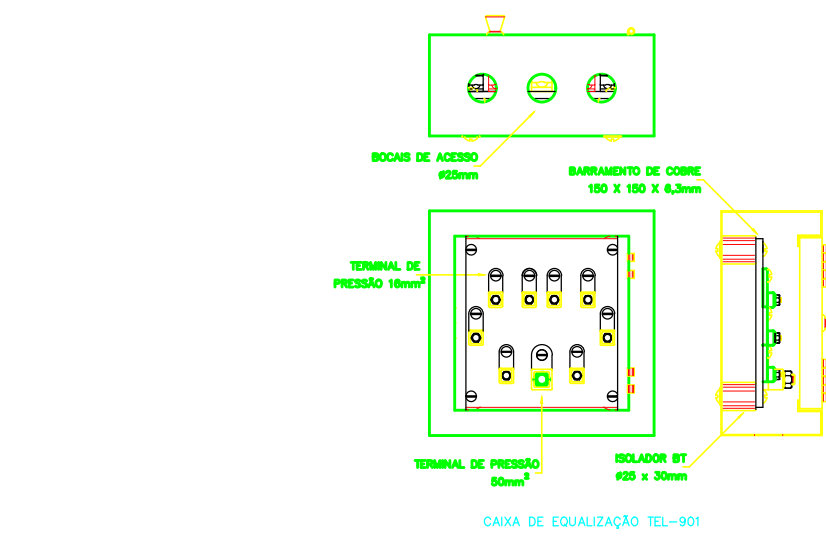 BOCAIS DE ACESSO
ø25mm
BARRAMENTO DE COBRE
150 X 150 X 6,3mm
TERMINAL DE
PRESSÃO 16mm²
TERMINAL DE PRESSÃO
50mm²
ISOLADOR BT
ø25 x 30mm
CAIXA DE EQUALIZAÇÃO TEL-901